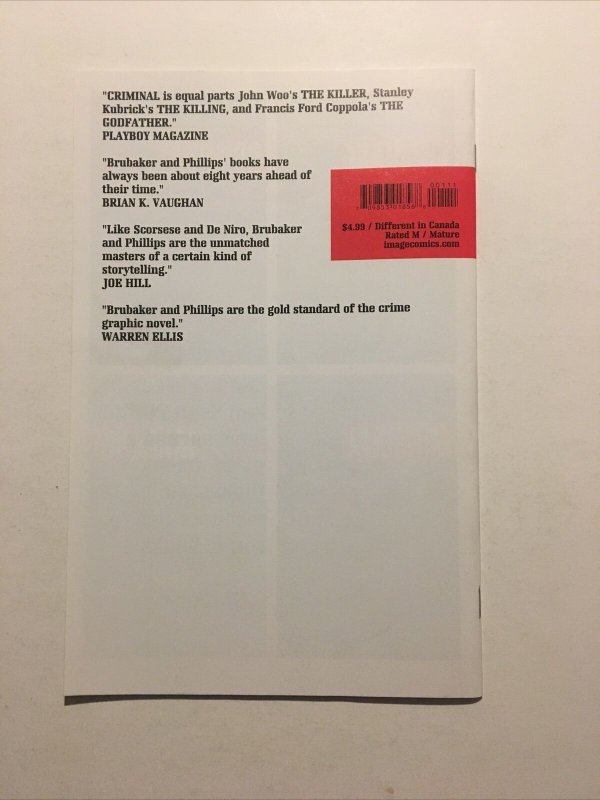 "CRIMINAL is equal parts John Woo's THE KILLER, Stanley
Kubrick's THE KILLING, and Francis Ford Coppola's THE
GODFATHER."
PLAYBOY MAGAZINE
"Brubaker and Phillips' books have
always been about eight years ahead of
their time."
BRIAN K. VAUGHAN
"Like Scorsese and De Niro, Brubaker
and Phillips are the unmatched
masters of a certain kind of
storytelling."
JOE HILL
"Brubaker and Phillips are the gold standard of the crime
graphic novel."
WARREN ELLIS
00111
$4.99 / Different in Canada
Rated M / Mature
imagecomics.com